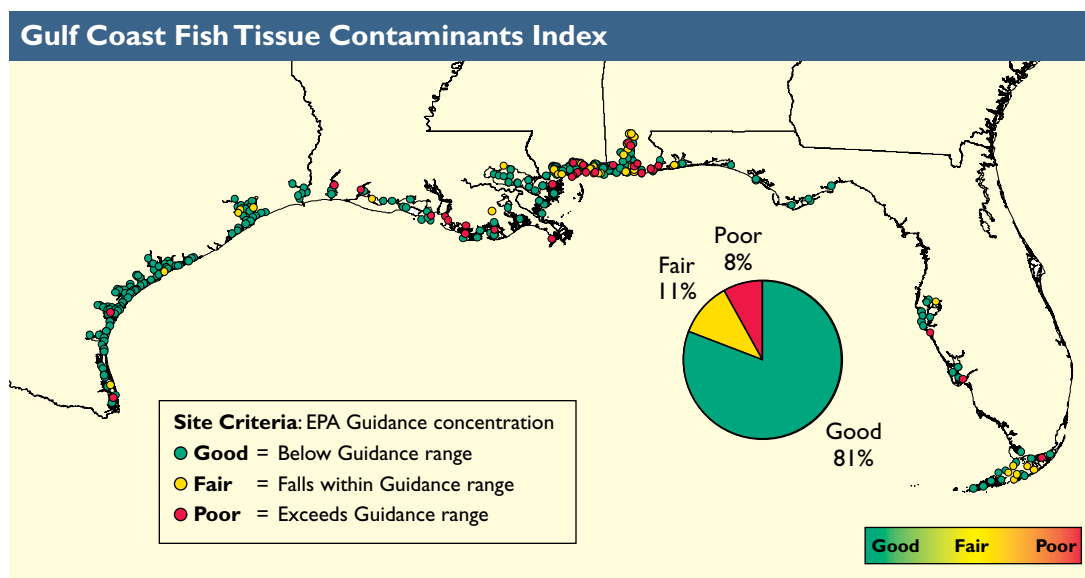 Gulf Coast Fish Tissue Contaminants Index
Poor
8%
Fair
11%
Good
81%
Site Criteria: EPA Guidance concentration
Good = Below Guidance range
Fair = Falls within Guidance range
Poor = Exceeds Guidance range
Good Fair Poor